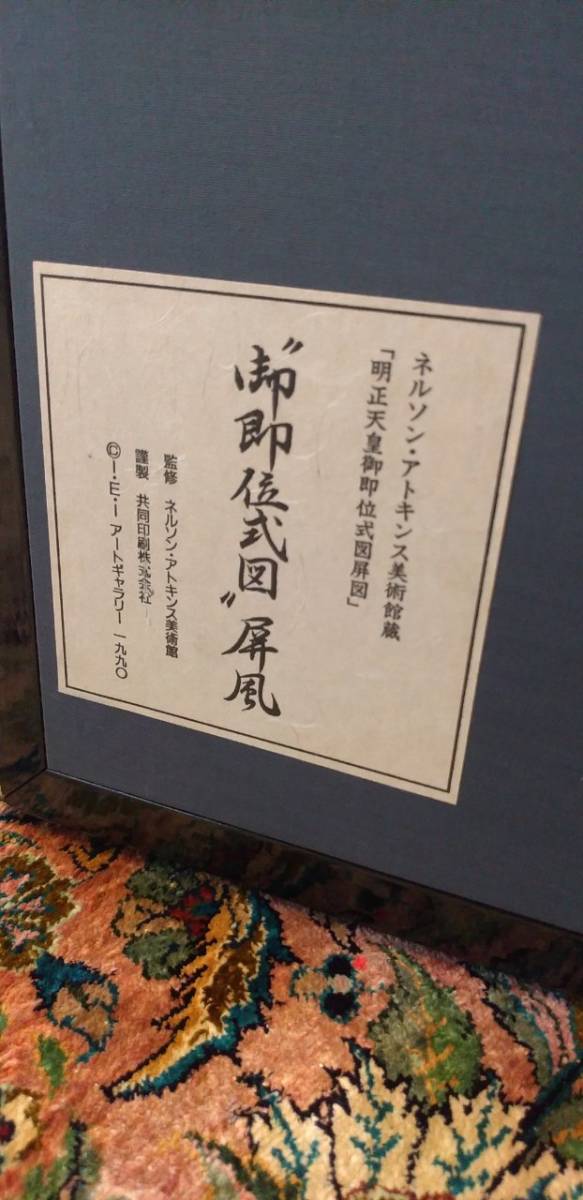 ネルソン・アトキンス美術館蔵
「明正天皇御即位式図屏図」
〝御即位式図〟屏風
監修 ネルソン・アトキンス美術館
謹製 共同印刷株式会社
©I・E・I アートギャラリー 一九九〇